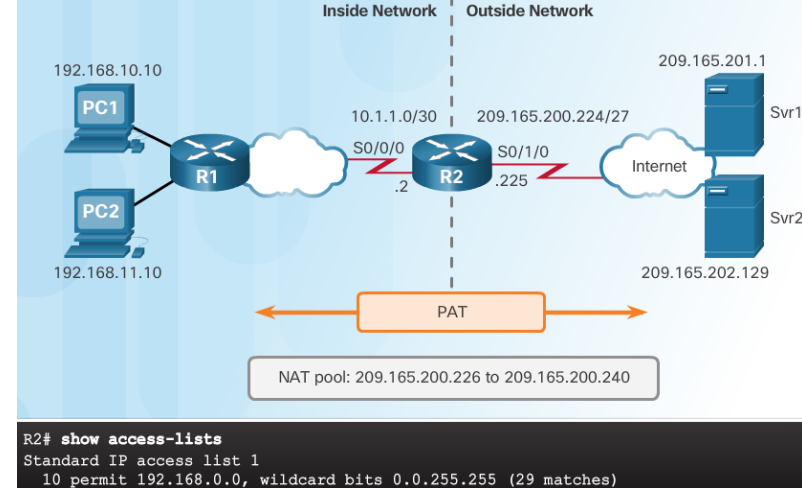 Inside Network
Outside Network
192.168.10.10
209.165.201.1
PC1
Svr1
10.1.1.0/30
209.165.200.224/27
S0/0/0
S0/1/0
R1
R2
Internet
.2
.225
PC2
Svr2
192.168.11.10
209.165.202.129
PAT
NAT pool: 209.165.200.226 to 209.165.200.240
R2# show access-lists
Standard IP access list 1
10 permit 192.168.0.0, wildcard bits 0.0.255.255 (29 matches)